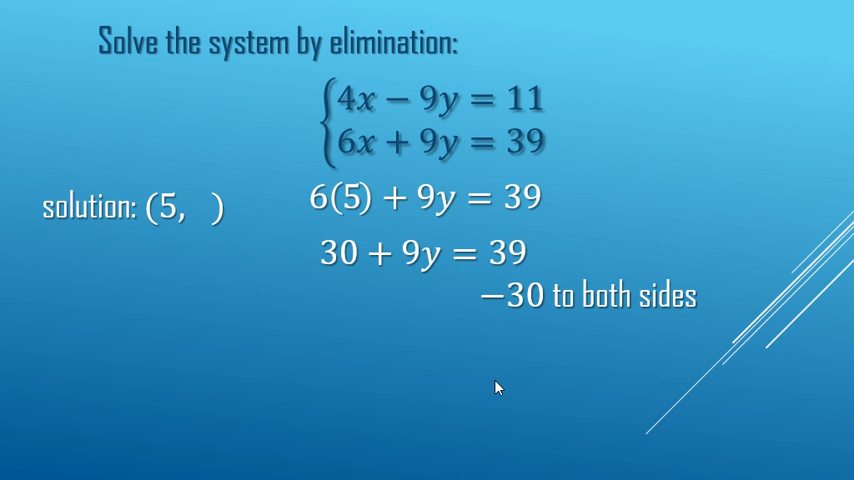 Solve the system by elimination:
4x − 9y = 11
6x + 9y = 39
solution: (5,   )
6(5) + 9y = 39
30 + 9y = 39
−30 to both sides